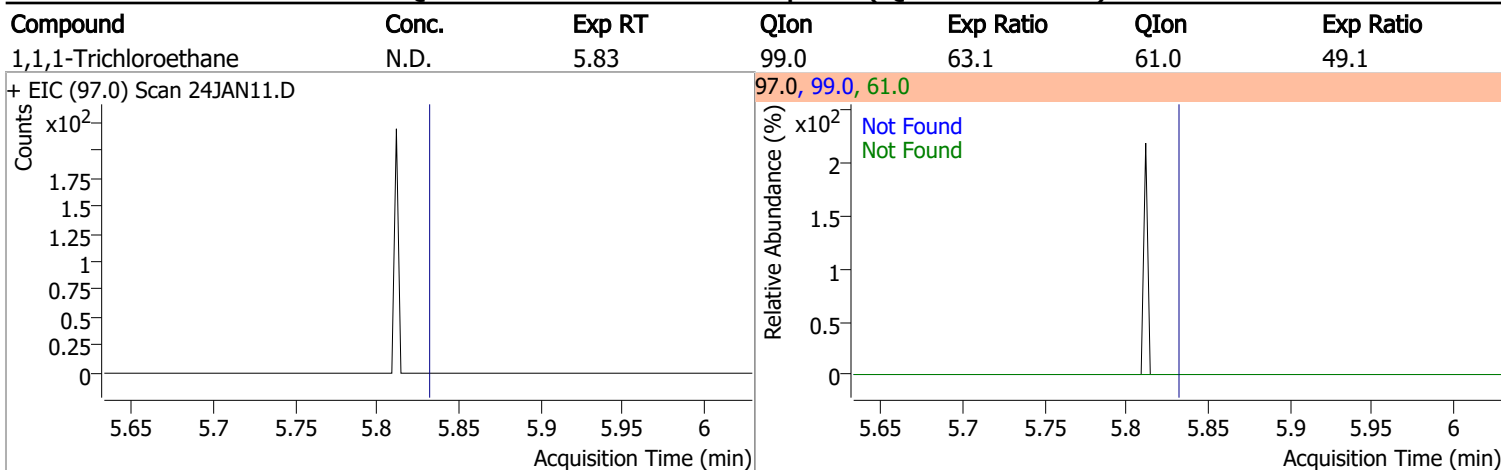 Compound Conc. Exp RT QIon Exp Ratio QIon Exp Ratio
1,1,1-Trichloroethane N.D. 5.83 99.0 63.1 61.0 49.1
+ EIC (97.0) Scan 24JAN11.D
Counts
x10²
1.75
1.5
1.25
1
0.75
0.5
0.25
0
5.65 5.7 5.75 5.8 5.85 5.9 5.95 6
Acquisition Time (min)
97.0, 99.0, 61.0
Relative Abundance (%)
x10²
Not Found
Not Found
2
1.5
1
0.5
0
5.65 5.7 5.75 5.8 5.85 5.9 5.95 6
Acquisition Time (min)